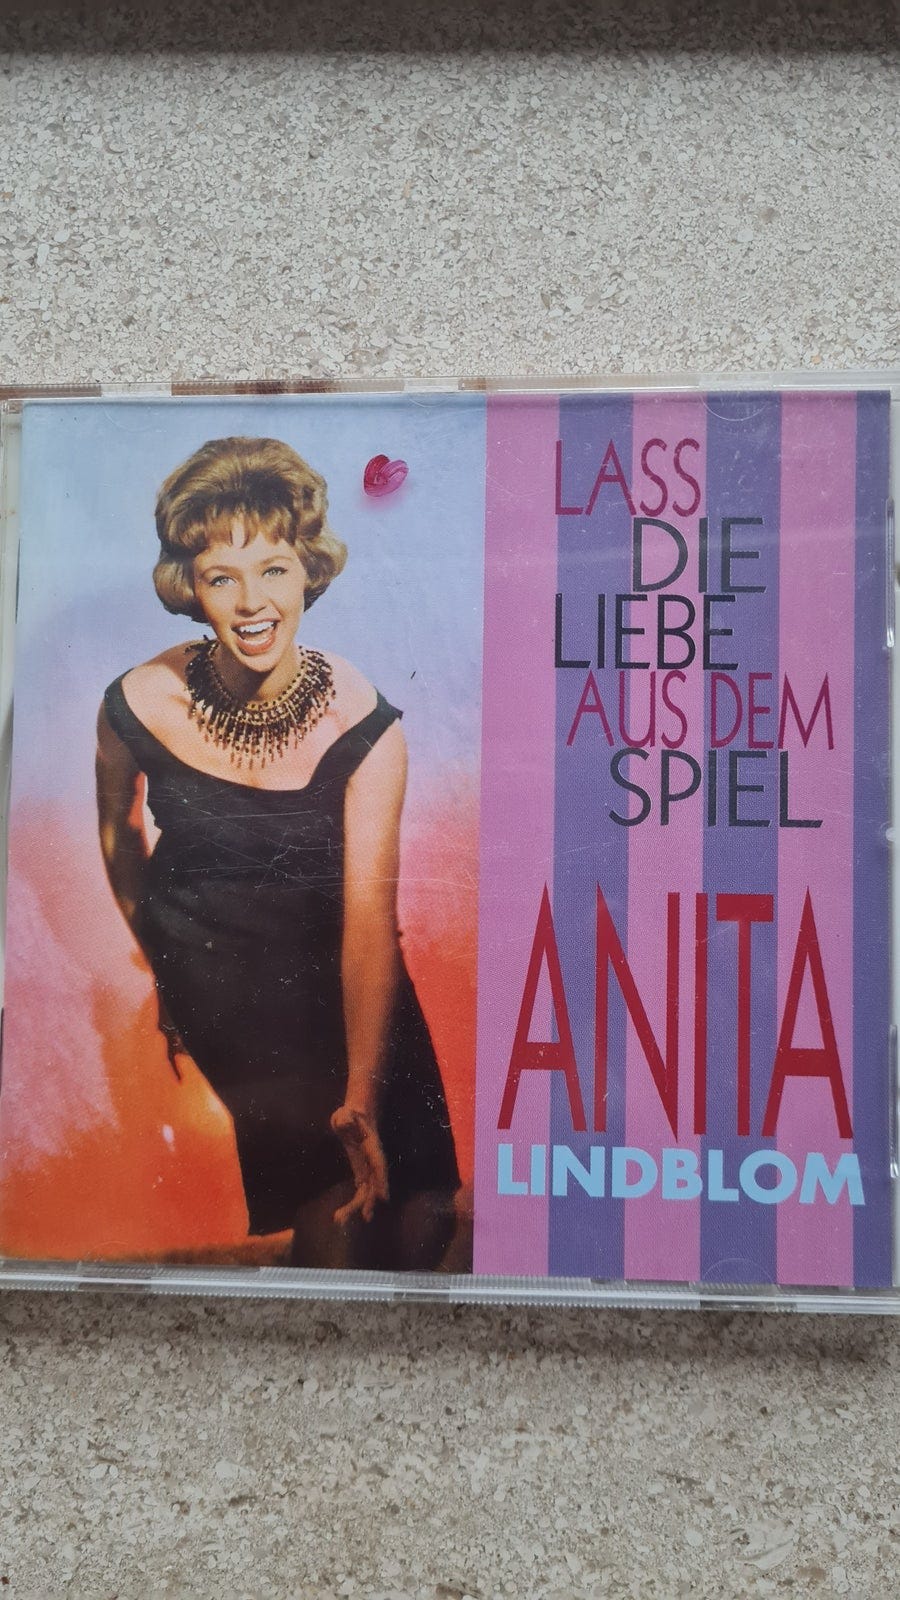 LASS
DIE
LIEBE
AUS DEM
SPIEL
ANITA
LINDBLOM